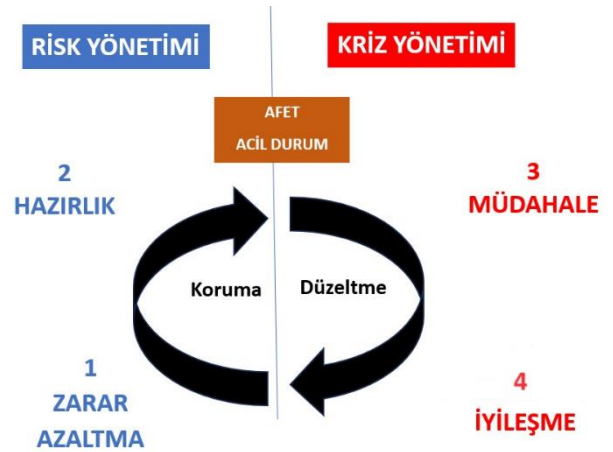 RİSK YÖNETİMİ
KRİZ YÖNETİMİ
AFET
ACİL DURUM
2
HAZIRLIK
3
MÜDAHALE
Koruma
Düzeltme
1
ZARAR
AZALTMA
4
İYİLEŞME